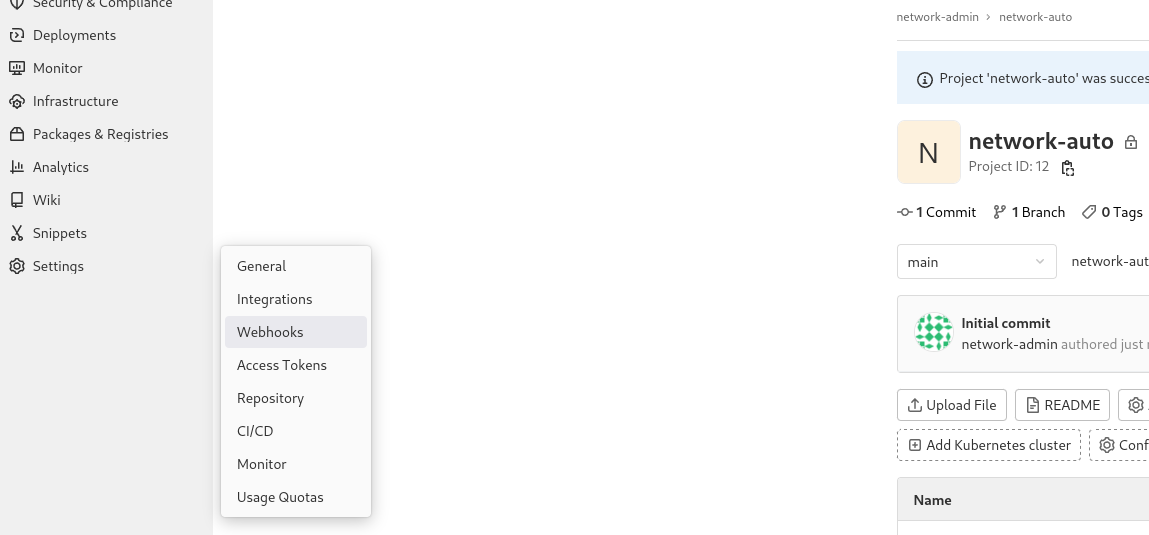 Security & Compliance
Deployments
Monitor
Infrastructure
Packages & Registries
Analytics
Wiki
Snippets
Settings
General
Integrations
Webhooks
Access Tokens
Repository
CI/CD
Monitor
Usage Quotas
network-admin › network-auto
Project 'network-auto' was succes
N
network-auto
Project ID: 12
1 Commit 1 Branch 0 Tags
main network-aut
Initial commit
network-admin authored just
Upload File README
Add Kubernetes cluster Conf
Name